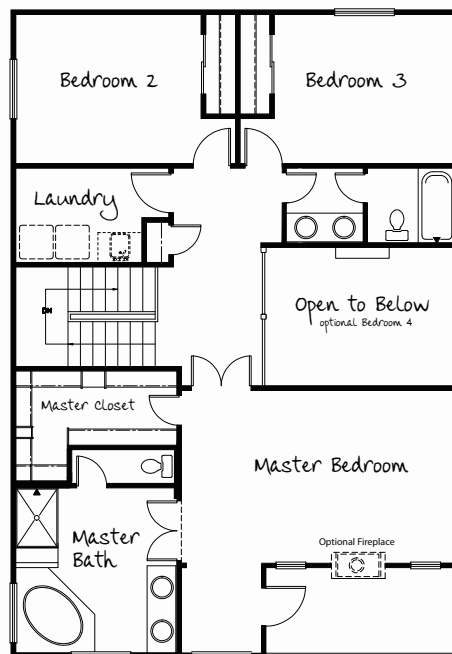 Bedroom 2
Bedroom 3
Laundry
DN
Open to Below
optional Bedroom 4
Master Closet
Master Bedroom
Optional Fireplace
Master
Bath